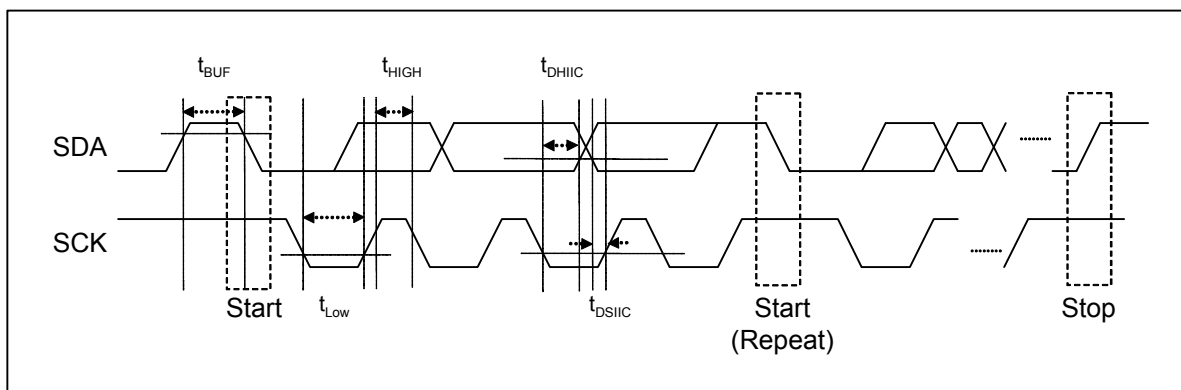 tBUF tHIGH tDHIIC
SDA
SCK
Start tLow tDSIIC Start Stop
(Repeat)